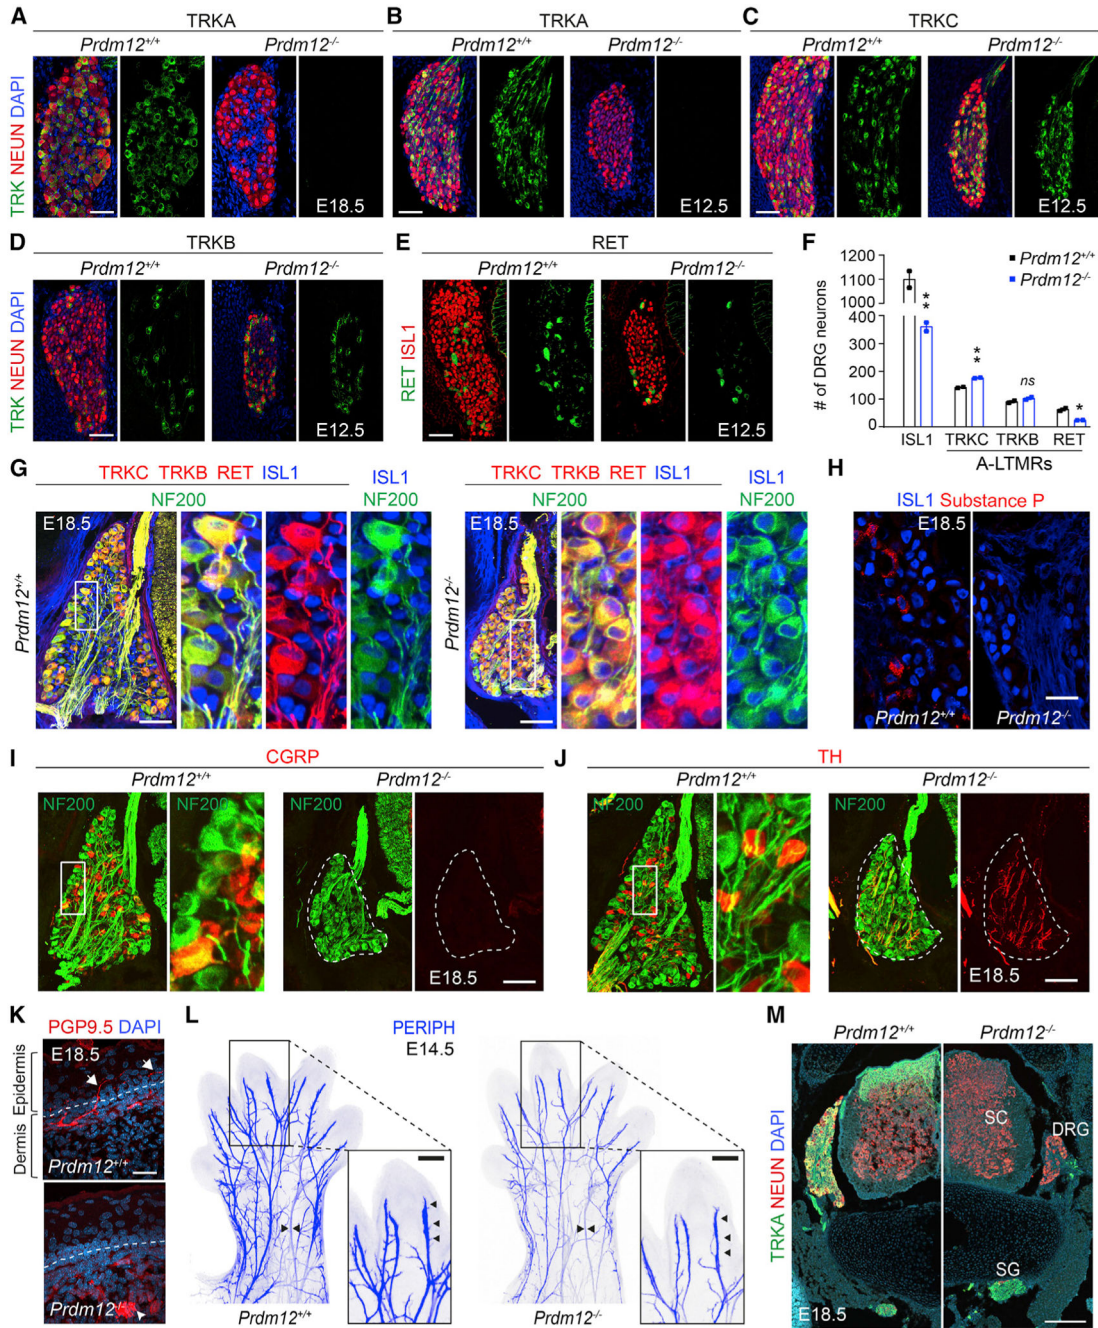 A
TRKA
Prdm12+/+ Prdm12-/-
TRK NEUN DAPI
E18.5
B
TRKA
Prdm12+/+ Prdm12-/-
E12.5
C
TRKC
Prdm12+/+ Prdm12-/-
E12.5
D
TRKB
Prdm12+/+ Prdm12-/-
TRK NEUN DAPI
E12.5
E
RET
Prdm12+/+ Prdm12-/-
RET ISL1
E12.5
F
Prdm12+/+
Prdm12-/-
# of DRG neurons
1200
1100
1000
400
300
200
100
0
**
**
ns
*
ISL1 TRKC TRKB RET
A-LTMRs
G
TRKC TRKB RET ISL1
NF200
ISL1
NF200
E18.5
Prdm12+/+
TRKC TRKB RET ISL1
NF200
ISL1
NF200
E18.5
Prdm12-/-
H
ISL1 Substance P
E18.5
Prdm12+/+ Prdm12-/-
I
CGRP
Prdm12+/+ Prdm12-/-
NF200 NF200 NF200
E18.5
J
TH
Prdm12+/+ Prdm12-/-
NF200 NF200
E18.5
K
PGP9.5 DAPI
E18.5
Epidermis
Dermis
Prdm12+/+
Prdm12-/-
L
PERIPH
E14.5
Prdm12+/+ Prdm12-/-
M
Prdm12+/+ Prdm12-/-
TRKA NEUN DAPI
SC
DRG
SG
E18.5